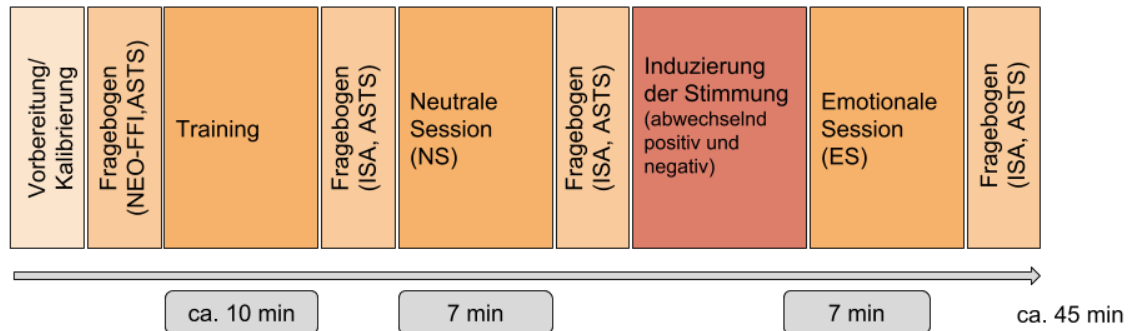 Vorbereitung/
Kalibrierung
Fragebogen
(NEO-FFI,ASTS)
Training
Fragebogen
(ISA, ASTS)
Neutrale
Session
(NS)
Fragebogen
(ISA, ASTS)
Induzierung
der Stimmung
(abwechselnd
positiv und
negativ)
Emotionale
Session
(ES)
Fragebogen
(ISA, ASTS)
ca. 10 min
7 min
7 min
ca. 45 min